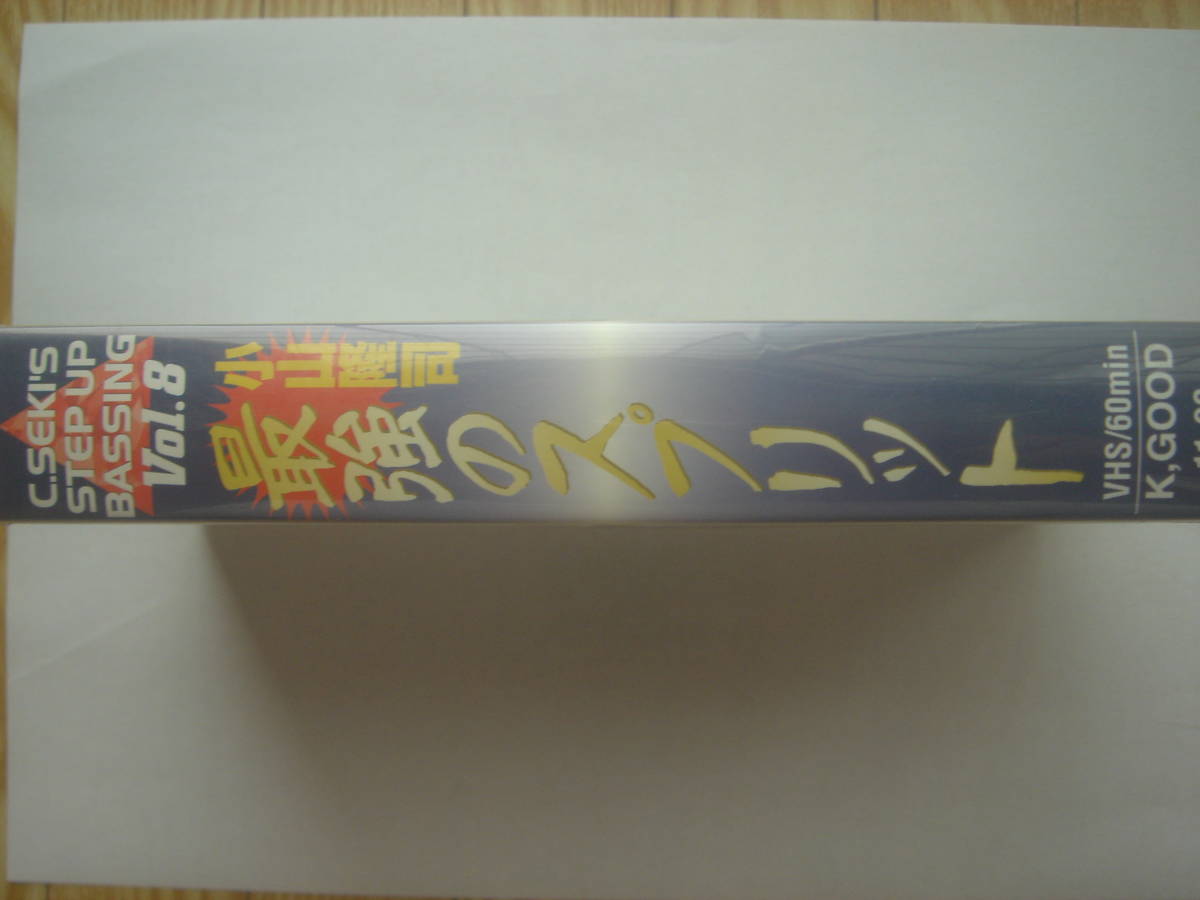 C.SEKI'S
STEP UP
BASSING
Vol.8
小山隆司
最強のスプリット
VHS/60min
K,GOOD